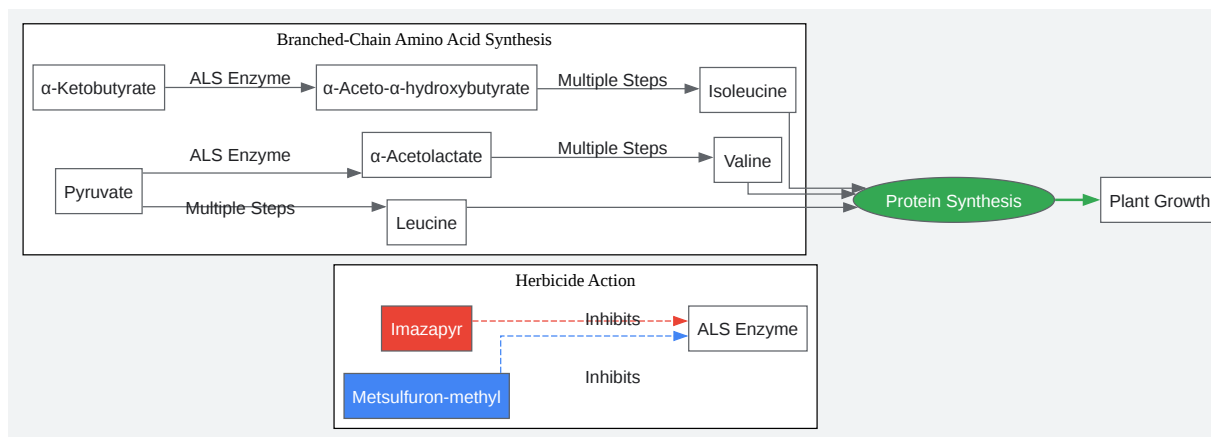 Branched-Chain Amino Acid Synthesis
α-Ketobutyrate
ALS Enzyme
α-Aceto-α-hydroxybutyrate
Multiple Steps
Isoleucine
Pyruvate
ALS Enzyme
α-Acetolactate
Multiple Steps
Valine
Multiple Steps
Leucine
Protein Synthesis
Plant Growth
Herbicide Action
Imazapyr
Inhibits
ALS Enzyme
Metsulfuron-methyl
Inhibits